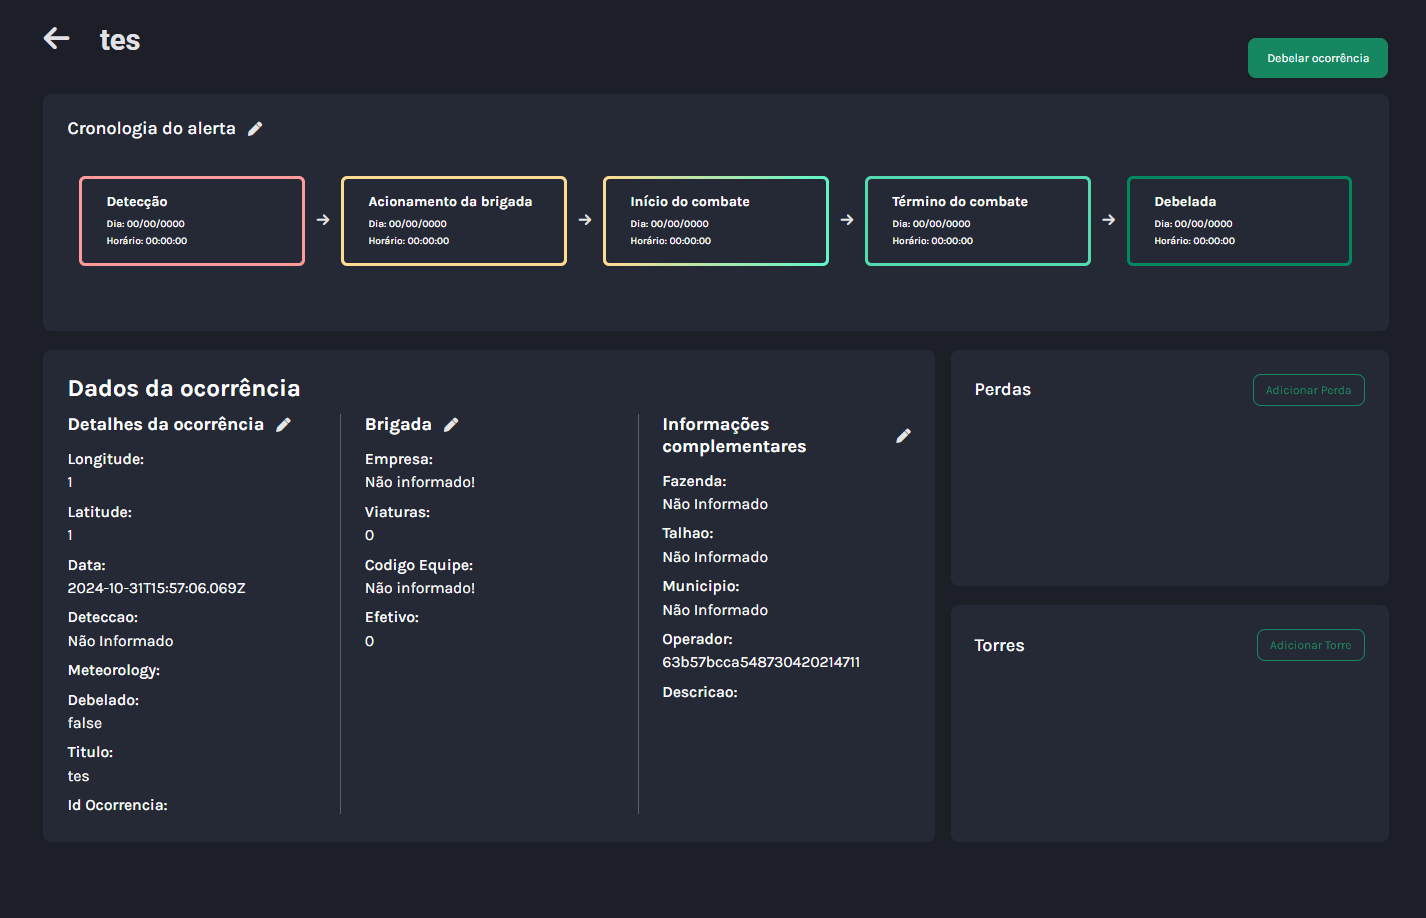 tes
Debelar ocorrência
Cronologia do alerta
Detecção
Dia: 00/00/0000
Horário: 00:00:00
Acionamento da brigada
Dia: 00/00/0000
Horário: 00:00:00
Início do combate
Dia: 00/00/0000
Horário: 00:00:00
Término do combate
Dia: 00/00/0000
Horário: 00:00:00
Debelada
Dia: 00/00/0000
Horário: 00:00:00
Dados da ocorrência
Detalhes da ocorrência
Longitude:
1
Latitude:
1
Data:
2024-10-31T15:57:06.069Z
Deteccao:
Não Informado
Meteorology:
Debelado:
false
Titulo:
tes
Id Ocorrencia:
Brigada
Empresa:
Não informado!
Viaturas:
0
Codigo Equipe:
Não informado!
Efetivo:
0
Informações
complementares
Fazenda:
Não Informado
Talhao:
Não Informado
Municipio:
Não Informado
Operador:
63b57bcca548730420214711
Descricao:
Perdas
Adicionar Perda
Torres
Adicionar Torre